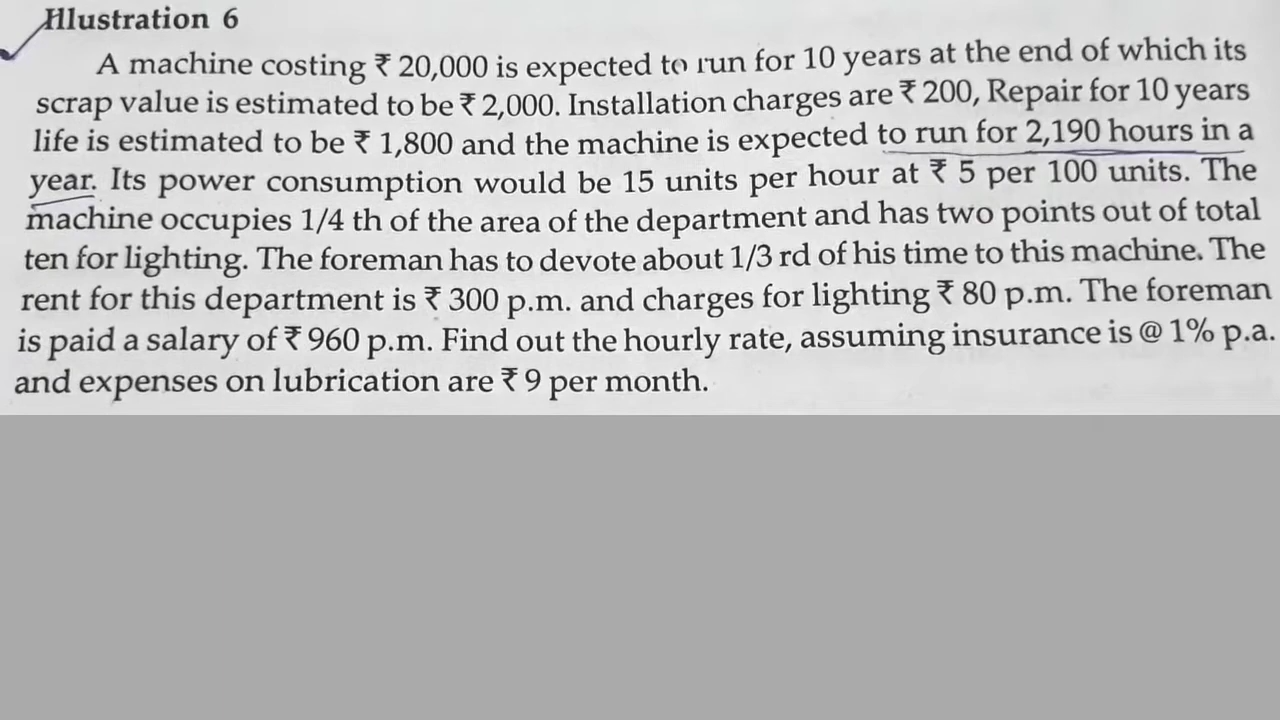 Illustration 6
A machine costing ₹ 20,000 is expected to run for 10 years at the end of which its
scrap value is estimated to be ₹ 2,000. Installation charges are ₹ 200, Repair for 10 years
life is estimated to be ₹ 1,800 and the machine is expected to run for 2,190 hours in a
year. Its power consumption would be 15 units per hour at ₹ 5 per 100 units. The
machine occupies 1/4 th of the area of the department and has two points out of total
ten for lighting. The foreman has to devote about 1/3 rd of his time to this machine. The
rent for this department is ₹ 300 p.m. and charges for lighting ₹ 80 p.m. The foreman
is paid a salary of ₹ 960 p.m. Find out the hourly rate, assuming insurance is @ 1% p.a.
and expenses on lubrication are ₹ 9 per month.